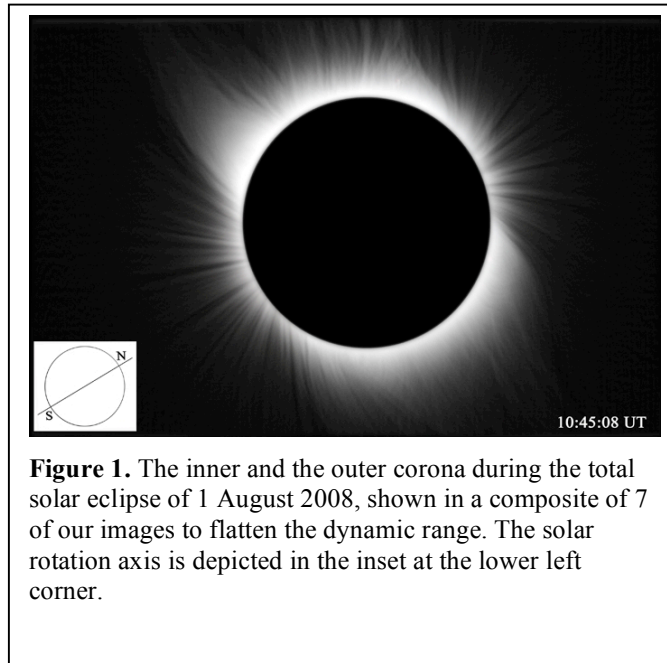 N
S
10:45:08 UT
Figure 1. The inner and the outer corona during the total
solar eclipse of 1 August 2008, shown in a composite of 7
of our images to flatten the dynamic range. The solar
rotation axis is depicted in the inset at the lower left
corner.